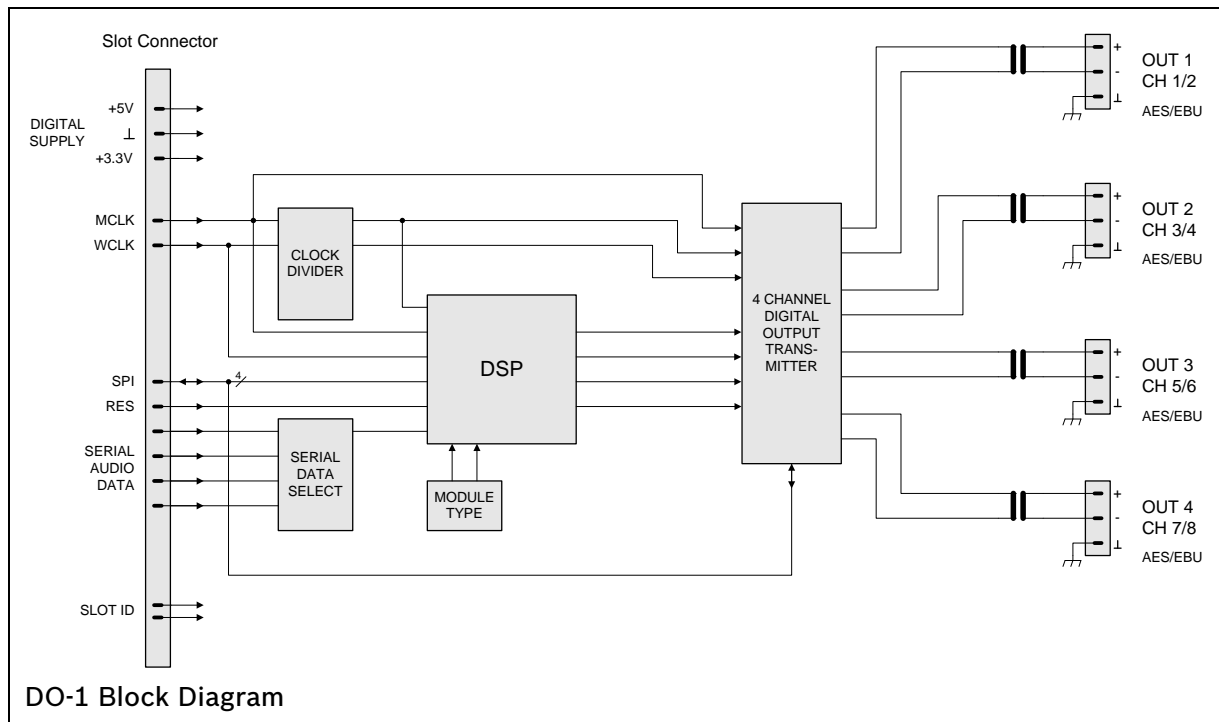 Slot Connector
+5V
DIGITAL
SUPPLY
⊥
+3.3V
MCLK
WCLK
CLOCK
DIVIDER
SPI
4
RES
SERIAL
AUDIO
DATA
SERIAL
DATA
SELECT
DSP
MODULE
TYPE
4 CHANNEL
DIGITAL
OUTPUT
TRANS-
MITTER
SLOT ID
+
-
⊥
OUT 1
CH 1/2
AES/EBU
+
-
⊥
OUT 2
CH 3/4
AES/EBU
+
-
⊥
OUT 3
CH 5/6
AES/EBU
+
-
⊥
OUT 4
CH 7/8
AES/EBU
DO-1 Block Diagram